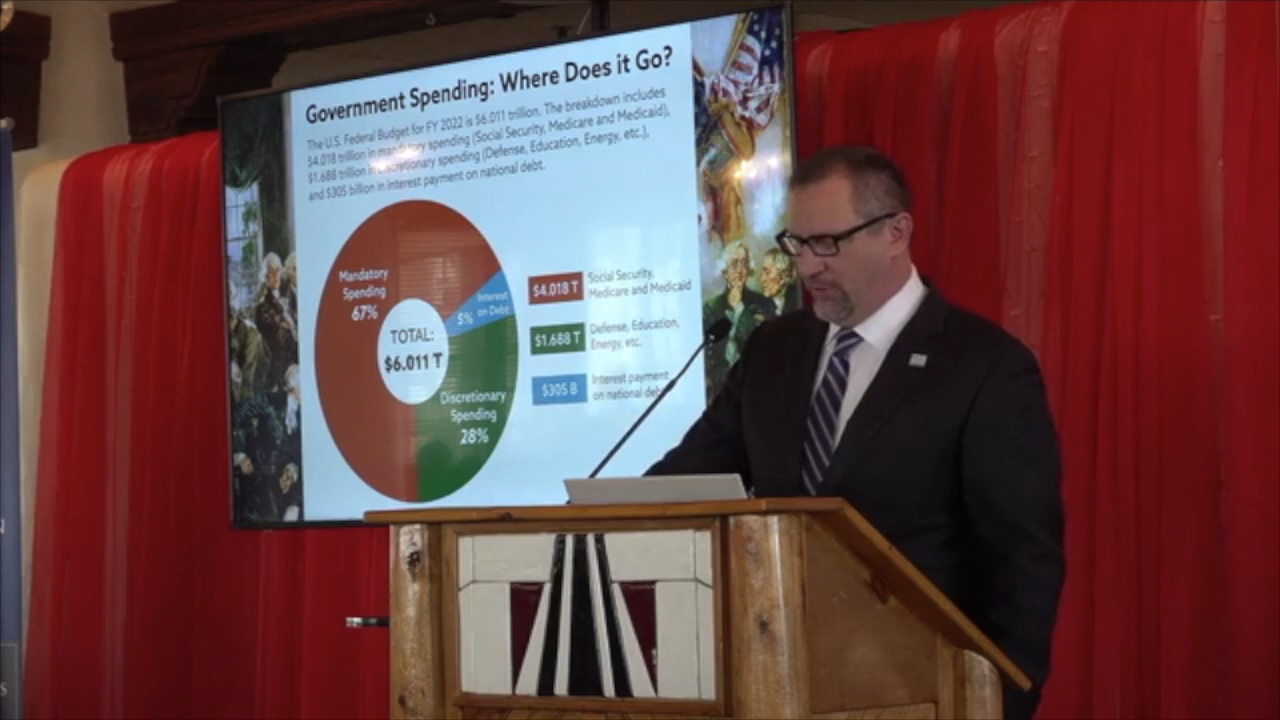 Government Spending: Where Does it Go?
The U.S. Federal Budget for FY 2022 is $6.011 trillion. The breakdown includes
$4.018 trillion in mandatory spending (Social Security, Medicare and Medicaid),
$1.688 trillion in discretionary spending (Defense, Education, Energy, etc.),
and $305 billion in interest payment on national debt.
Mandatory
Spending
67%
Interest
on Debt
5%
TOTAL:
$6.011 T
Discretionary
Spending
28%
$4.018 T
Social Security,
Medicare and Medicaid
$1.688 T
Defense, Education,
Energy, etc.
$305 B
Interest payment
on national debt
N
S